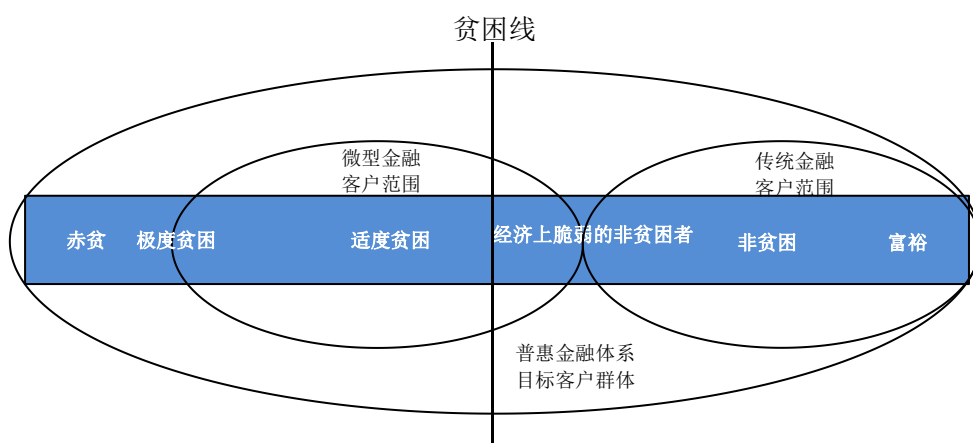 贫困线
微型金融
客户范围
传统金融
客户范围
赤贫
极度贫困
适度贫困
经济上脆弱的非贫困者
非贫困
富裕
普惠金融体系
目标客户群体